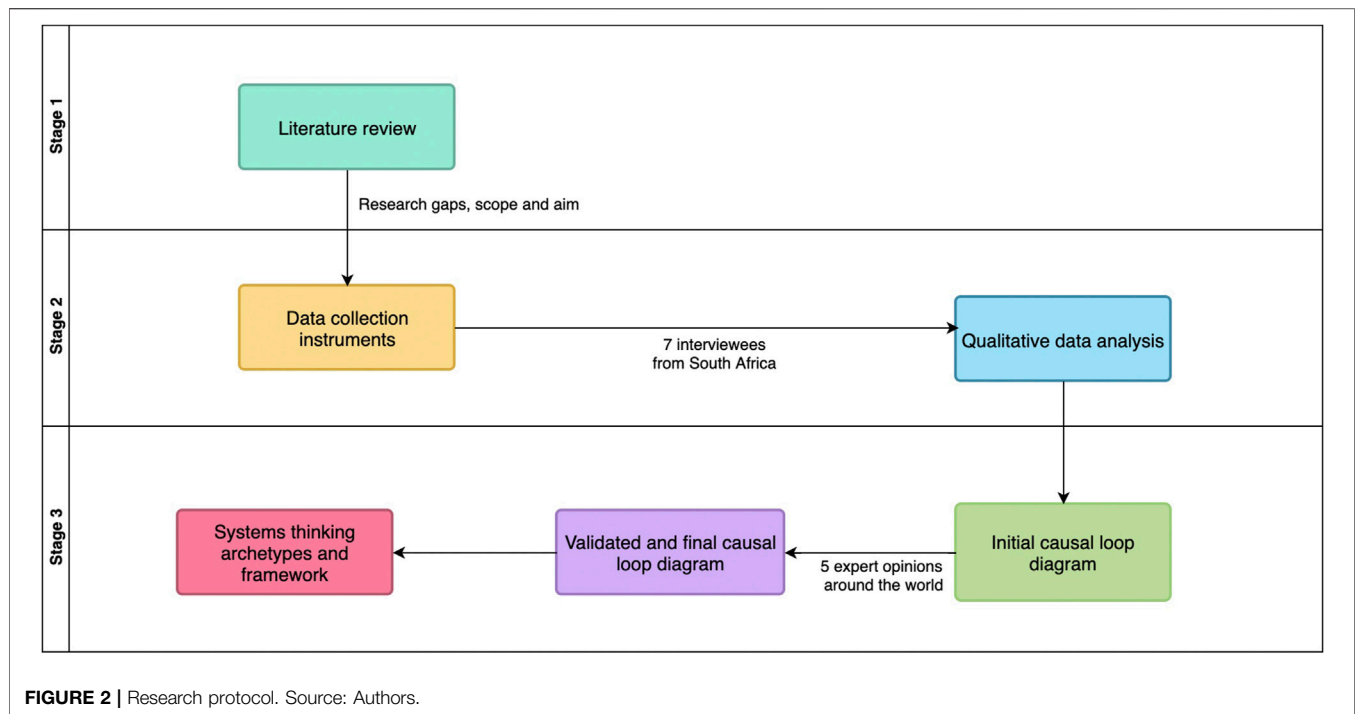 Stage 1
Literature review
Research gaps, scope and aim
Stage 2
Data collection
instruments
7 interviewees
from South Africa
Qualitative data analysis
Stage 3
Systems thinking
archetypes and
framework
Validated and final causal
loop diagram
5 expert opinions
around the world
Initial causal loop
diagram
FIGURE 2 | Research protocol. Source: Authors.